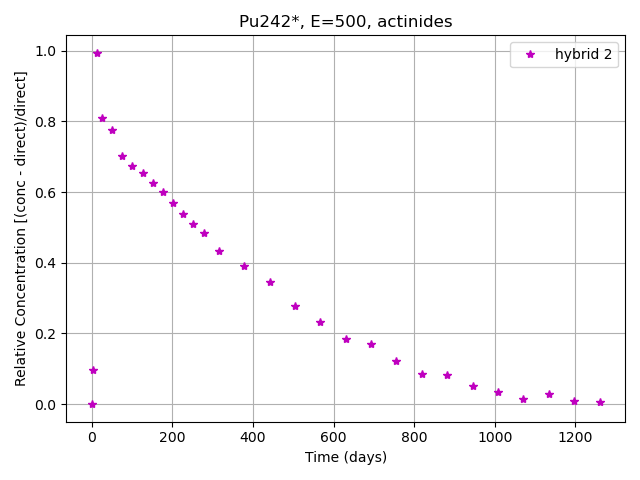 Pu242*, E=500, actinides
hybrid 2
Relative Concentration [(conc - direct)/direct]
1.0
0.8
0.6
0.4
0.2
0.0
0 200 400 600 800 1000 1200
Time (days)